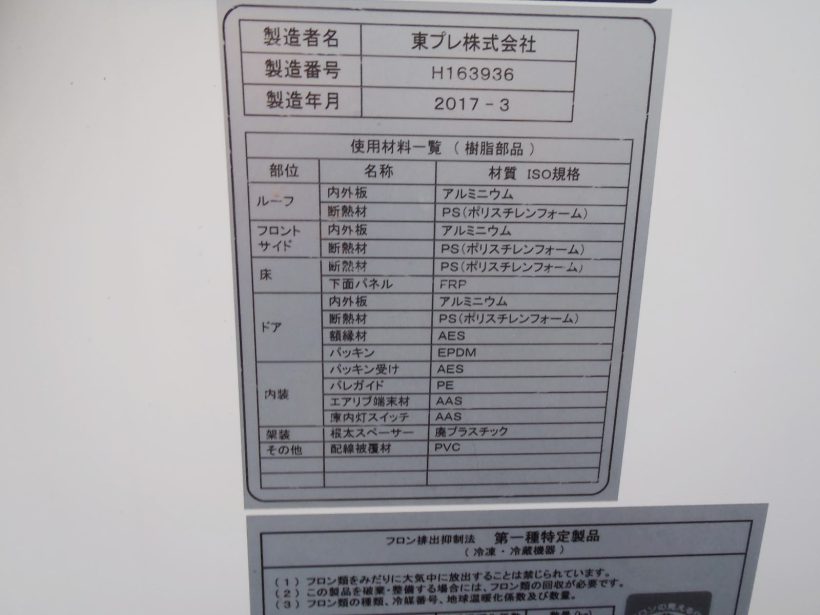 製造者名 東プレ株式会社
製造番号 H163936
製造年月 2017-3
使用材料一覧 (樹脂部品)
部位 名称 材質 ISO規格
ルーフ 内外板 アルミニウム
断熱材 PS(ポリスチレンフォーム)
フロント サイド 内外板 アルミニウム
断熱材 PS(ポリスチレンフォーム)
床 断熱材 PS(ポリスチレンフォーム)
下面パネル FRP
ドア 内外板 アルミニウム
断熱材 PS(ポリスチレンフォーム)
額縁材 AES
パッキン EPDM
内装 パッキン受け AES
パレガイド PE
エアリブ端末材 AAS
庫内灯スイッチ AAS
架装 根太スペーサー 廃プラスチック
その他 配線被覆材 PVC
フロン排出抑制法 第一種特定製品
(冷凍・冷蔵機器)
(1) フロン類をみだりに大気中に放出することは禁じられています。
(2) この製品を破棄・整備する場合には、フロン類の回収が必要です。
(3) フロン類の種類、冷媒番号、地球温暖化係数及び数量。